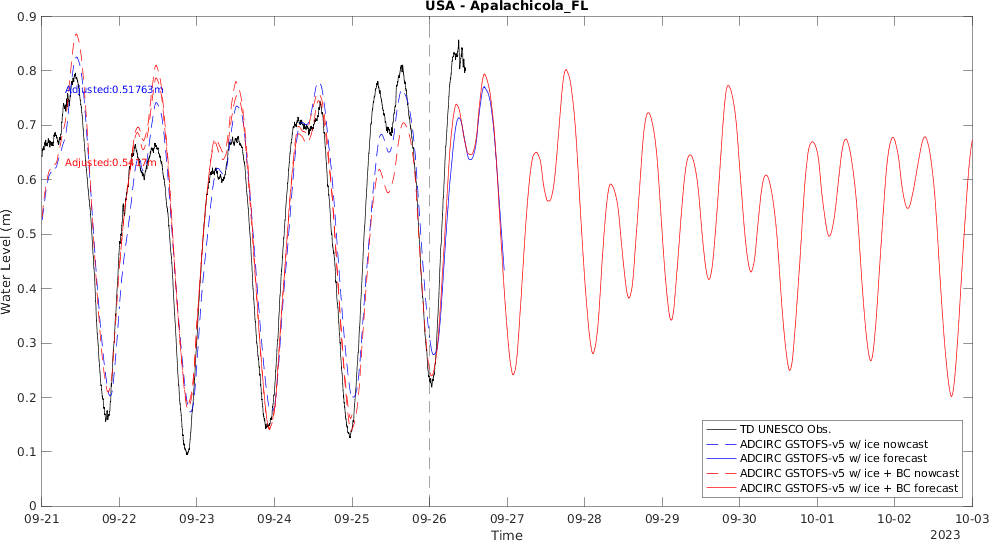 USA - Apalachicola_FL
0.9
0.8
0.7
0.6
0.5
0.4
0.3
0.2
0.1
0
Water Level (m)
Adjusted:0.51763m
TD UNESCO Obs.
ADCIRC GSTOFS-v5 w/ ice nowcast
ADCIRC GSTOFS-v5 w/ ice forecast
ADCIRC GSTOFS-v5 w/ ice + BC nowcast
ADCIRC GSTOFS-v5 w/ ice + BC forecast
09-21 09-22 09-23 09-24 09-25 09-26 09-27 09-28 09-29 09-30 10-01 10-02 10-03
Time
2023